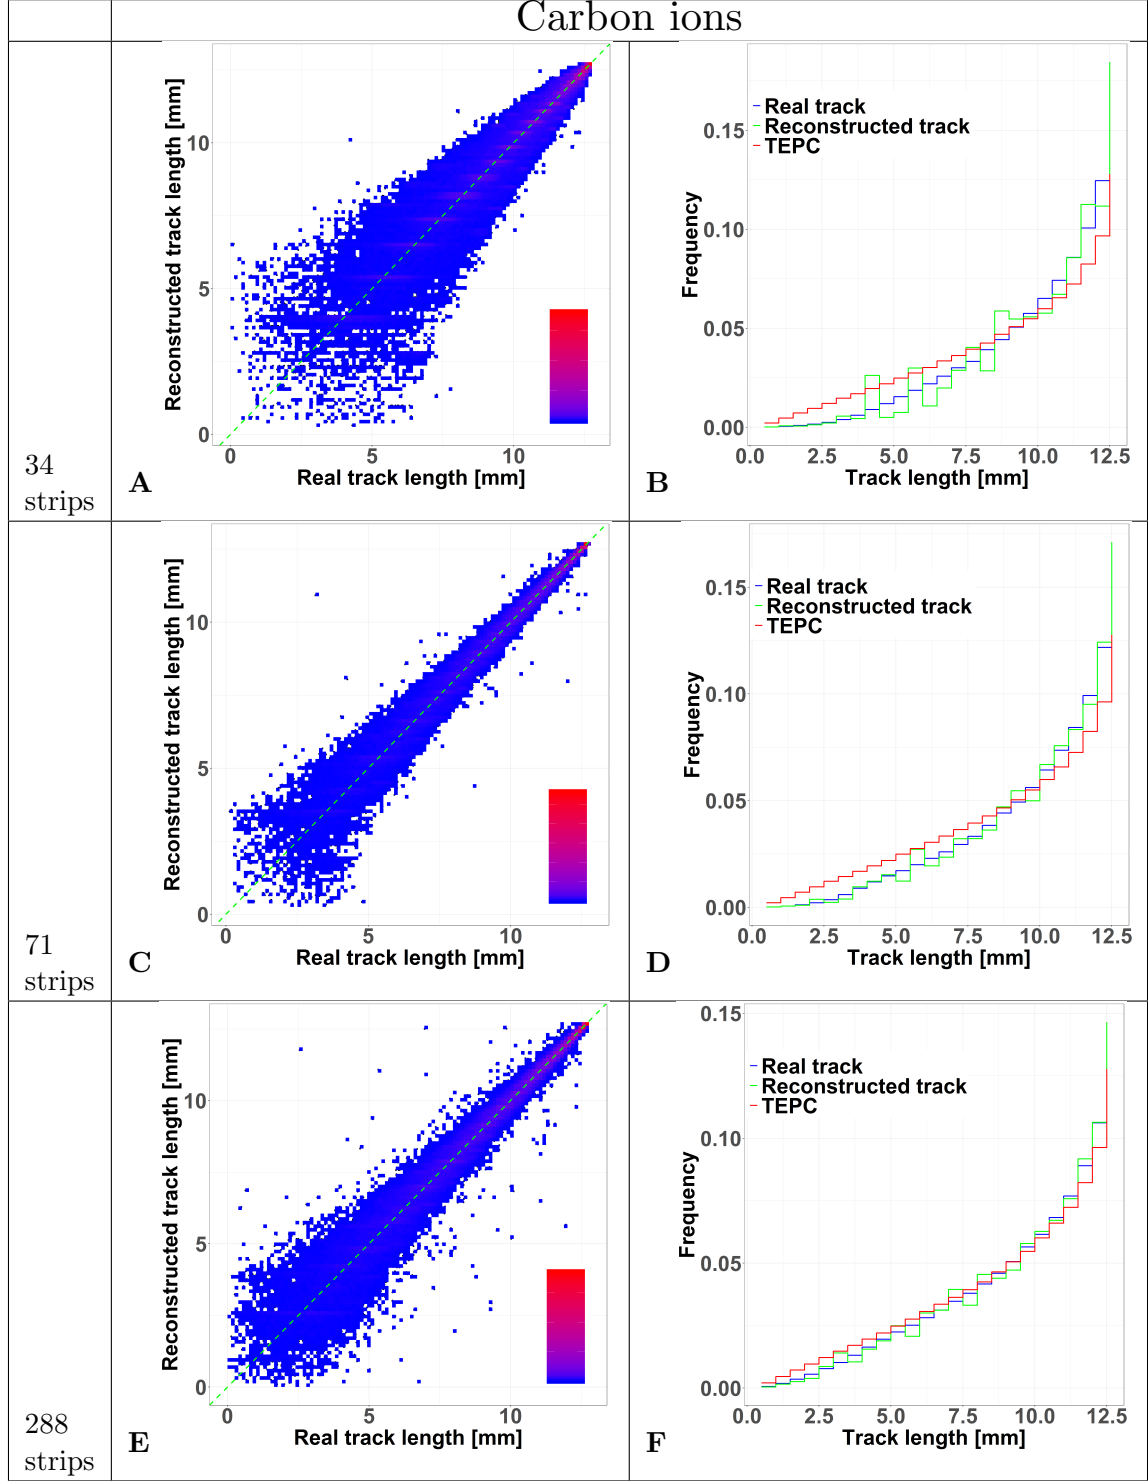 Carbon ions
34
strips
Reconstructed track length [mm]
10
5
0
0 5 10
Real track length [mm]
A
Frequency
0.15
0.10
0.05
0.00
Real track
Reconstructed track
TEPC
0.0 2.5 5.0 7.5 10.0 12.5
Track length [mm]
B
71
strips
Reconstructed track length [mm]
10
5
0
0 5 10
Real track length [mm]
C
Frequency
0.15
0.10
0.05
0.00
Real track
Reconstructed track
TEPC
0.0 2.5 5.0 7.5 10.0 12.5
Track length [mm]
D
288
strips
Reconstructed track length [mm]
10
5
0
0 5 10
Real track length [mm]
E
Frequency
0.15
0.10
0.05
0.00
Real track
Reconstructed track
TEPC
0.0 2.5 5.0 7.5 10.0 12.5
Track length [mm]
F